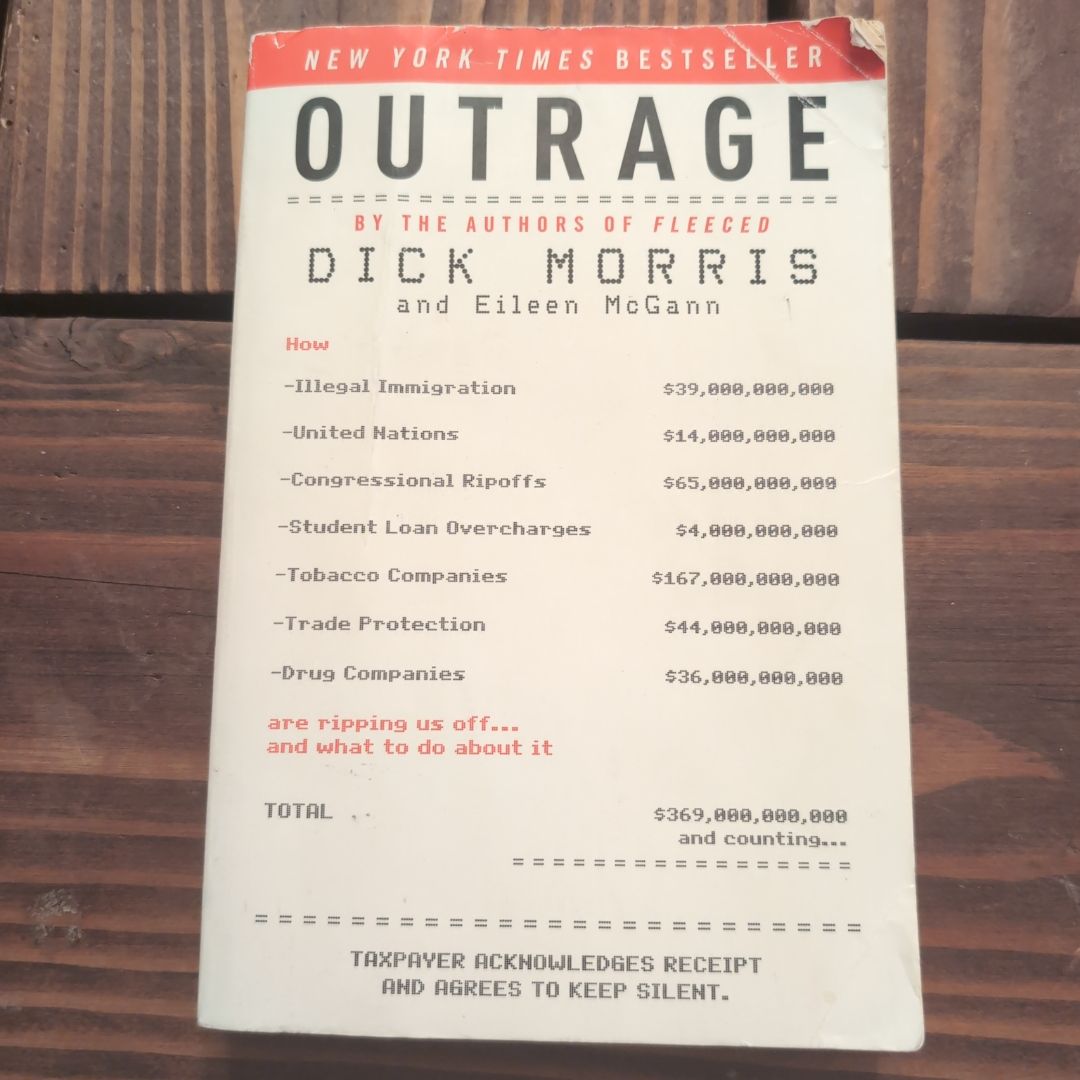 NEW YORK TIMES BESTSELLER
OUTRAGE
= = = = = = = = = = = = = = = = = = = = = = = = =
BY THE AUTHORS OF FLEECED
DICK MORRIS
and Eileen McGann
How
-Illegal Immigration $39,000,000,000
-United Nations $14,000,000,000
-Congressional Ripoffs $65,000,000,000
-Student Loan Overcharges $4,000,000,000
-Tobacco Companies $167,000,000,000
-Trade Protection $44,000,000,000
-Drug Companies $36,000,000,000
are ripping us off...
and what to do about it
TOTAL $369,000,000,000
and counting...
= = = = = = = = = = = = = = = = =
= = = = = = = = = = = = = = = = = = = = = =
TAXPAYER ACKNOWLEDGES RECEIPT
AND AGREES TO KEEP SILENT.